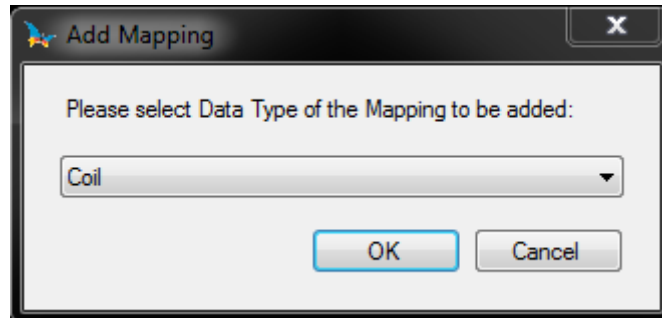 Add Mapping
x
Please select Data Type of the Mapping to be added:
Coil
OK
Cancel